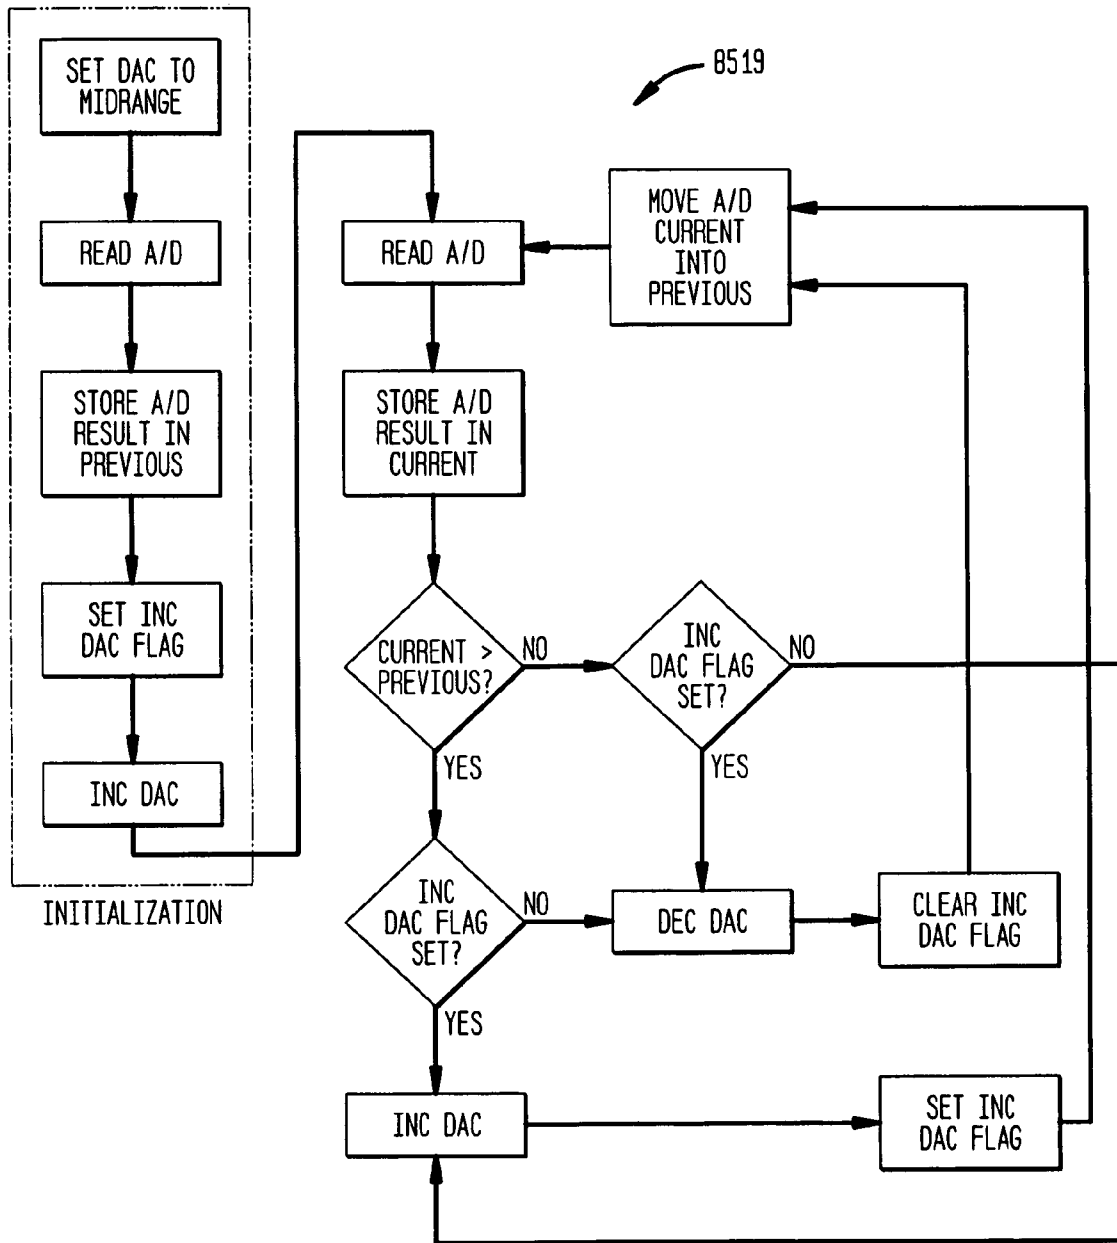 SET DAC TO
MIDRANGE
READ A/D
STORE A/D
RESULT IN
PREVIOUS
SET INC
DAC FLAG
INC DAC
INITIALIZATION
8519
READ A/D
MOVE A/D
CURRENT
INTO
PREVIOUS
STORE A/D
RESULT IN
CURRENT
CURRENT >
PREVIOUS?
NO
YES
INC
DAC FLAG
SET?
NO
YES
INC
DAC FLAG
SET?
NO
YES
DEC DAC
CLEAR INC
DAC FLAG
INC DAC
SET INC
DAC FLAG